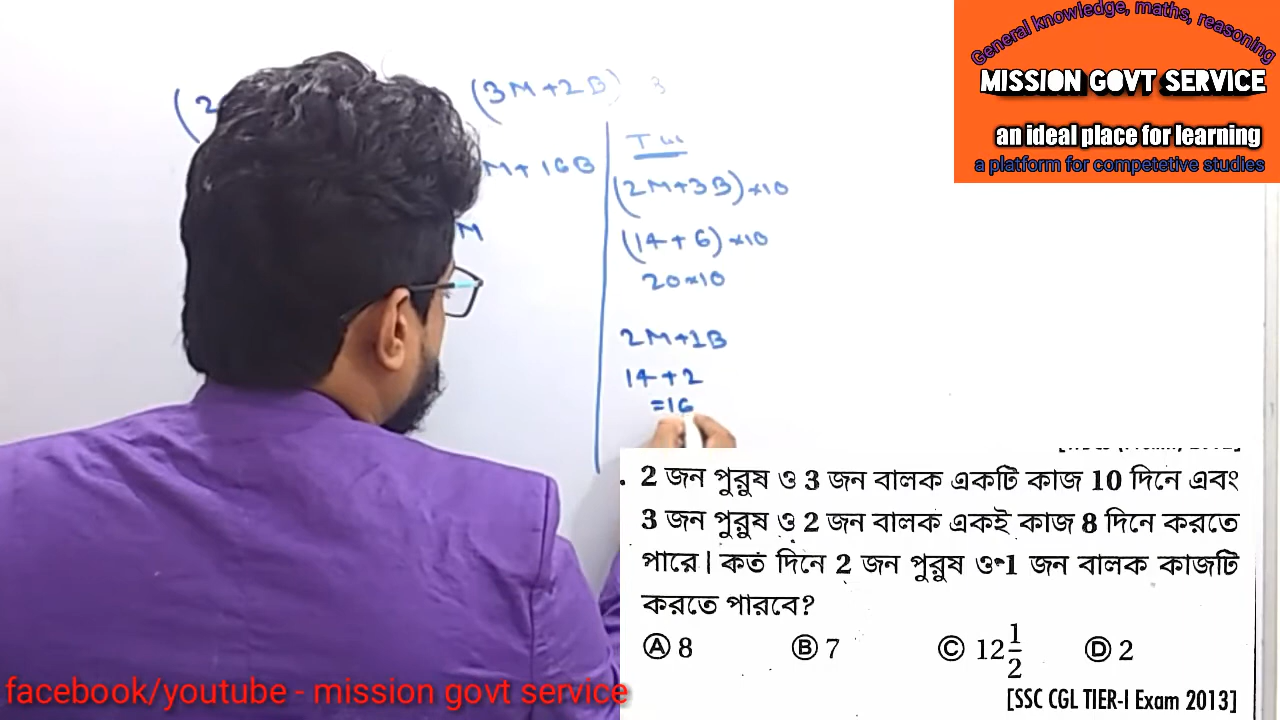 General knowledge, maths, reasoning
MISSION GOVT SERVICE
an ideal place for learning
a platform for competetive studies
(2
(3M+2B)
M+16B
M
(2M+3B)×10
(14+6)×10
20×10
2M+1B
14+2
=16
2 জন পুরুষ ও 3 জন বালক একটি কাজ 10 দিনে এবং
3 জন পুরুষ ও 2 জন বালক একই কাজ 8 দিনে করতে
পারে। কত দিনে 2 জন পুরুষ ও 1 জন বালক কাজটি
করতে পারবে?
Ⓐ 8 Ⓑ 7 Ⓒ 12 1/2 Ⓓ 2
[SSC CGL TIER-I Exam 2013]
facebook/youtube - mission govt service